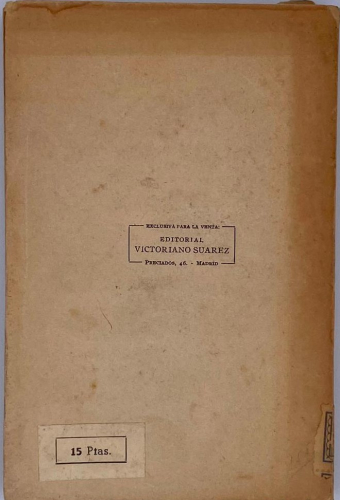 EXCLUSIVA PARA LA VENTA:
EDITORIAL
VICTORIANO SUAREZ
PRECIADOS, 46. - MADRID
15 Ptas.